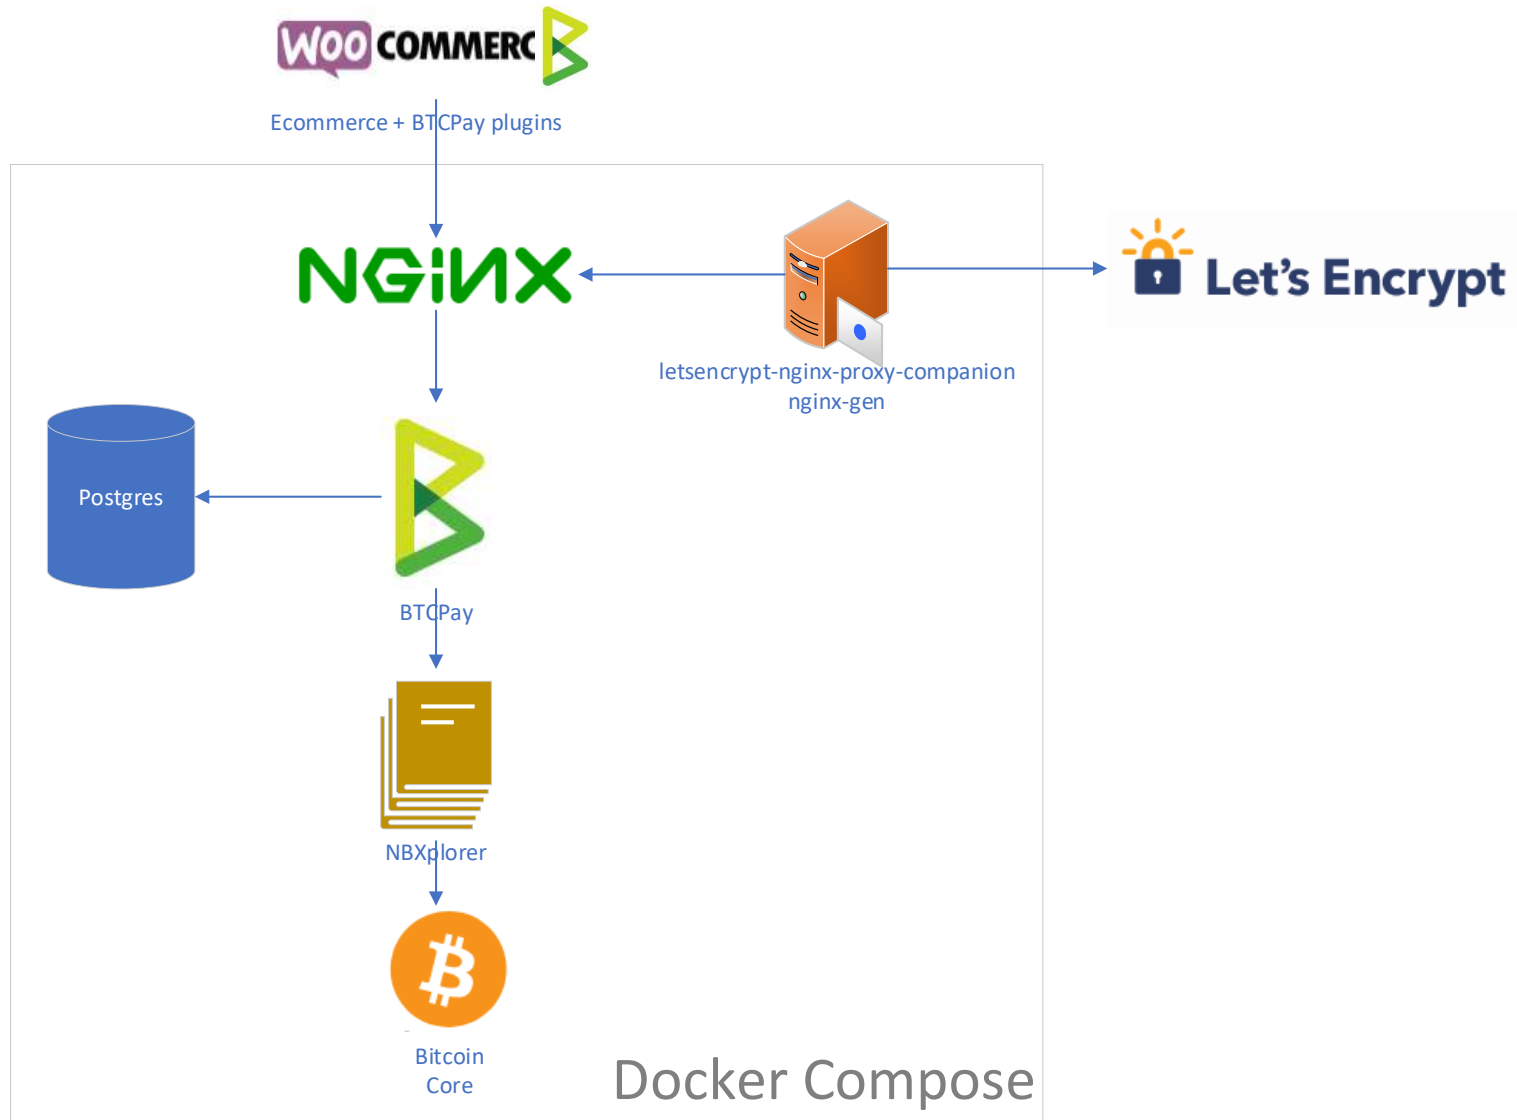 WOO COMMERC
Ecommerce + BTCPay plugins
NGiNX
Let's Encrypt
letsencrypt-nginx-proxy-companion
nginx-gen
Postgres
BTCPay
NBXplorer
Bitcoin
Core
Docker Compose